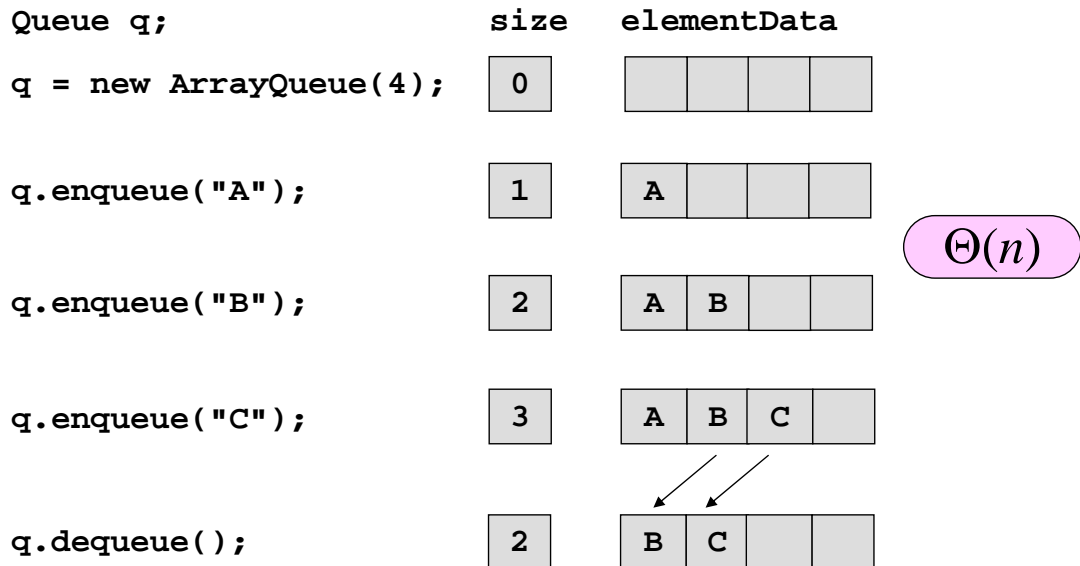 Queue q; size elementData
q = new ArrayQueue(4); 0
q.enqueue("A"); 1 A
Θ(n)
q.enqueue("B"); 2 A B
q.enqueue("C"); 3 A B C
q.dequeue(); 2 B C